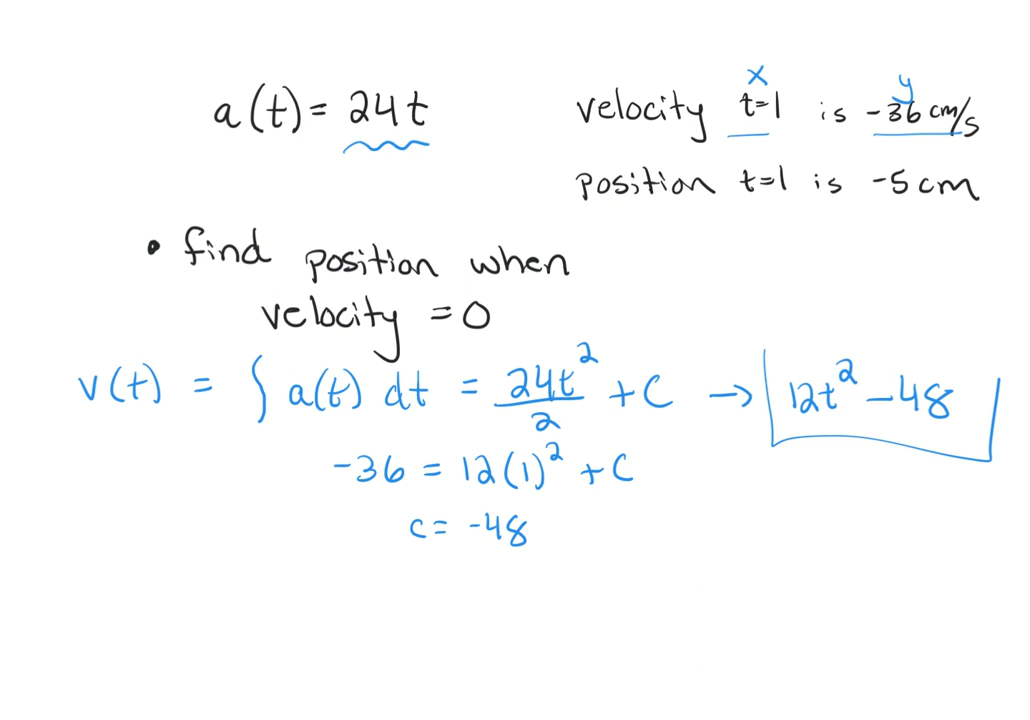 a(t) = 24t
velocity t=1 is -36 cm/s
x
y
position t=1 is -5 cm
• find position when
velocity = 0
v(t) = ∫ a(t) dt = 24t²/2 + C → 12t² - 48
-36 = 12(1)² + C
c = -48